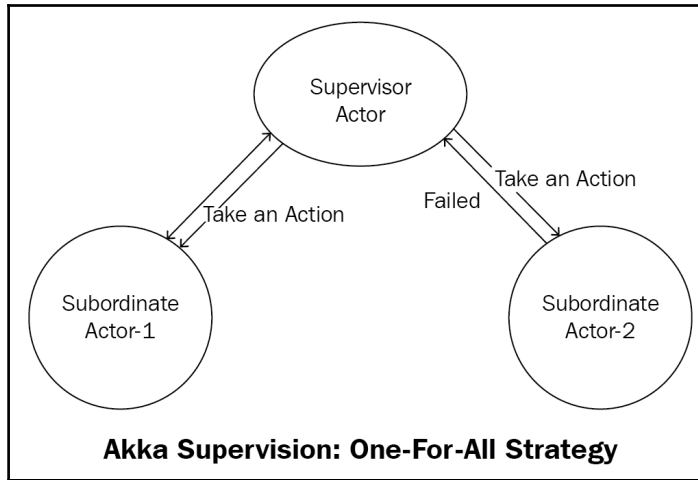 Supervisor
Actor
Take an Action
Failed
Take an Action
Subordinate
Actor-1
Subordinate
Actor-2
Akka Supervision: One-For-All Strategy